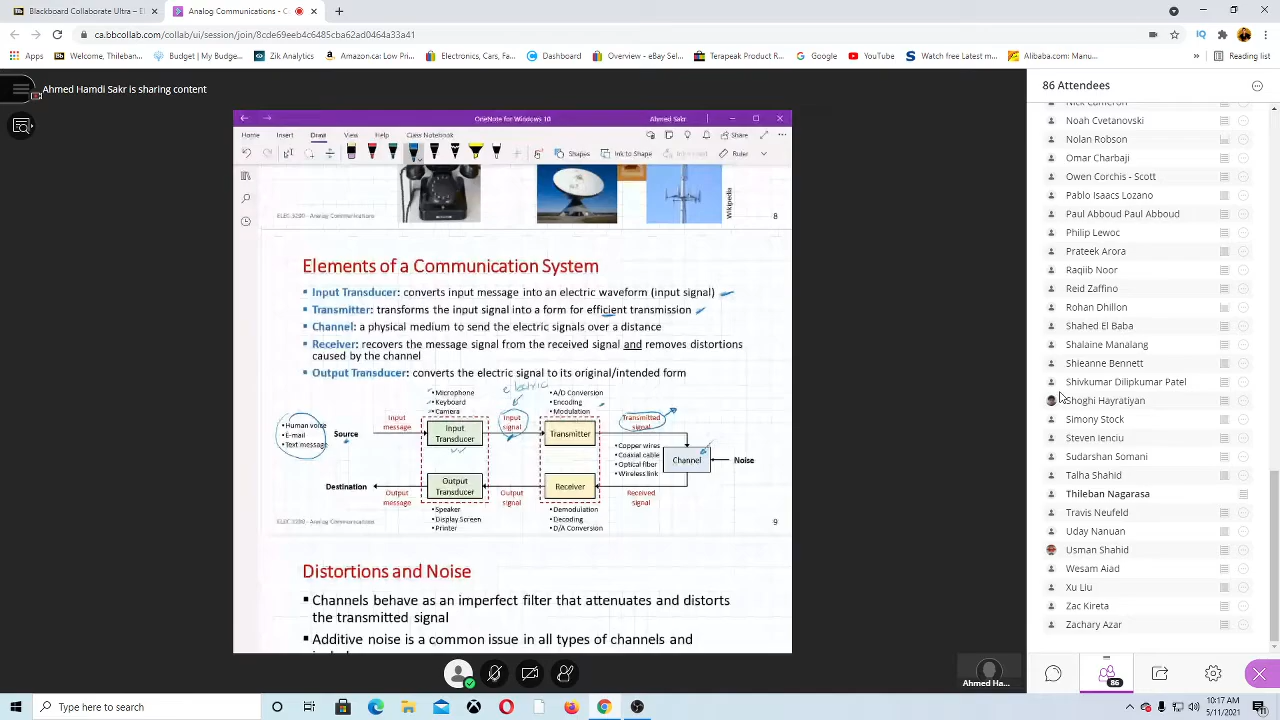 Blackboard Collaborate Ultra – El
Analog Communications - C
ca.bbcollab.com/collab/ui/session/join/8cde69eeb4c6485cba62ad0464a33a41
Apps
Welcome, Thileban...
Budget | My Budge...
Zik Analytics
Amazon.ca: Low Pri...
Electronics, Cars, Fa...
Dashboard
Overview - eBay Sel...
Terapeak Product R...
Google
YouTube
Watch free latest m...
Alibaba.com: Manu...
»
Reading list
Ahmed Hamdi Sakr is sharing content
86 Attendees
OneNote for Windows 10
Ahmed Sakr
Home Insert Draw View Help Class Notebook
Share
Shapes
Ink to Shape
Ruler
Wikipedia
ELEC 3290 - Analog Communications
8
Elements of a Communication System
▪ Input Transducer: converts input message into an electric waveform (input signal)
▪ Transmitter: transforms the input signal into a form for efficient transmission
▪ Channel: a physical medium to send the electric signals over a distance
▪ Receiver: recovers the message signal from the received signal and removes distortions
caused by the channel
▪ Output Transducer: converts the electric signal to its original/intended form
electric
• Microphone
• Keyboard
• Camera
• A/D Conversion
• Encoding
• Modulation
• Human voice
• E-mail
• Text message
Source
Input
message
Input
Transducer
Input
signal
Transmitter
Transmitted
signal
• Copper wires
• Coaxial cable
• Optical fiber
• Wireless link
Channel
Noise
Destination
Output
message
Output
Transducer
Output
signal
Receiver
Received
signal
• Speaker
• Display Screen
• Printer
• Demodulation
• Decoding
• D/A Conversion
ELEC 3290 - Analog Communications
9
Distortions and Noise
▪ Channels behave as an imperfect filter that attenuates and distorts
the transmitted signal
▪ Additive noise is a common issue in all types of channels and
Nick Cameron
Noah Cvetanovski
Nolan Robson
Omar Charbaji
Owen Corchis - Scott
Pablo Isaacs Lozano
Paul Abboud Paul Abboud
Philip Lewoc
Prateek Arora
Raqiib Noor
Reid Zaffino
Rohan Dhillon
Shahed El Baba
Shalaine Manalang
Shieanne Bennett
Shivkumar Dilipkumar Patel
Shoghi Hayratiyan
Simony Stock
Steven Ienciu
Sudarshan Somani
Talha Shahid
Thileban Nagarasa
Travis Neufeld
Uday Nanuan
Usman Shahid
Wesam Aiad
Xu Liu
Zac Kireta
Zachary Azar
Ahmed Ha...
86
Type here to search
10:17 AM
5/11/2021